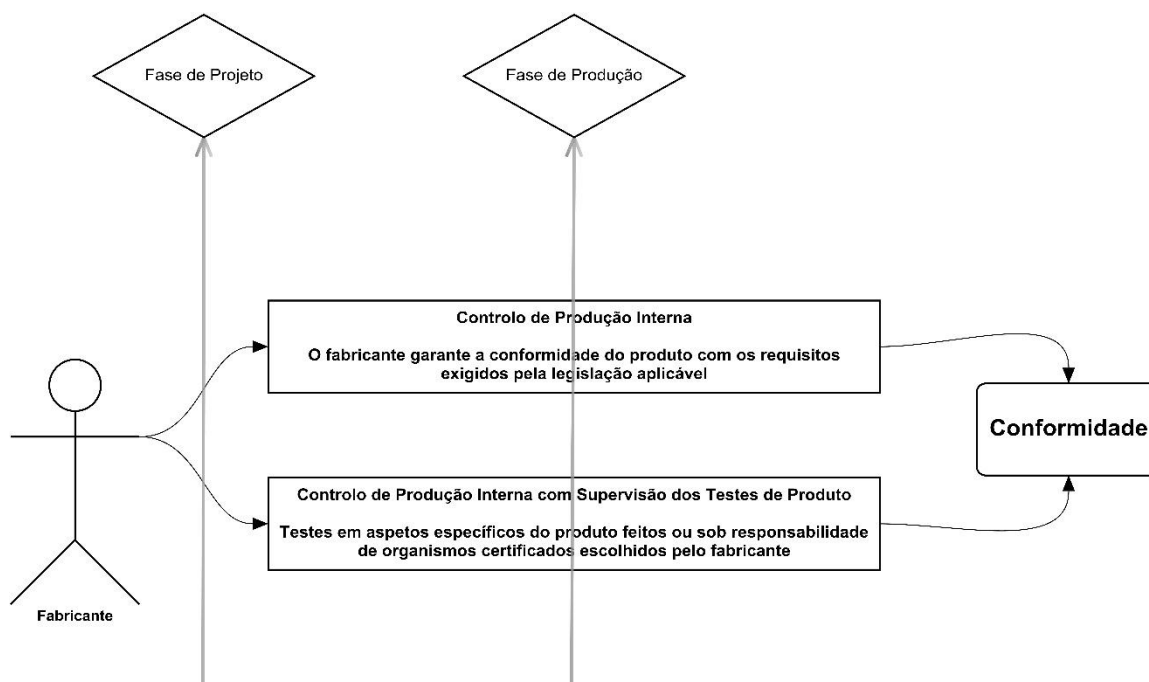 Fase de Projeto
Fase de Produção
Controlo de Produção Interna
O fabricante garante a conformidade do produto com os requisitos
exigidos pela legislação aplicável
Conformidade
Controlo de Produção Interna com Supervisão dos Testes de Produto
Testes em aspetos específicos do produto feitos ou sob responsabilidade
de organismos certificados escolhidos pelo fabricante
Fabricante